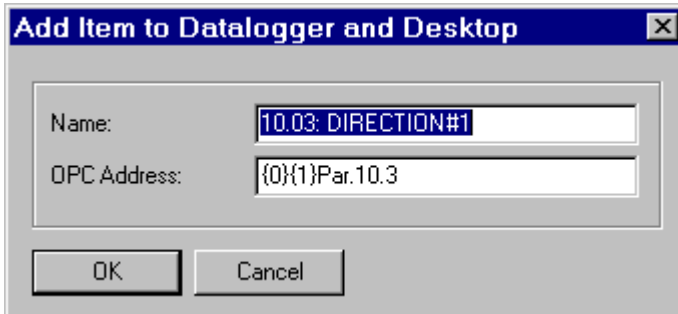 Add Item to Datalogger and Desktop
Name: 10.03: DIRECTION#1
OPC Address: {0}{1}Par.10.3
OK Cancel